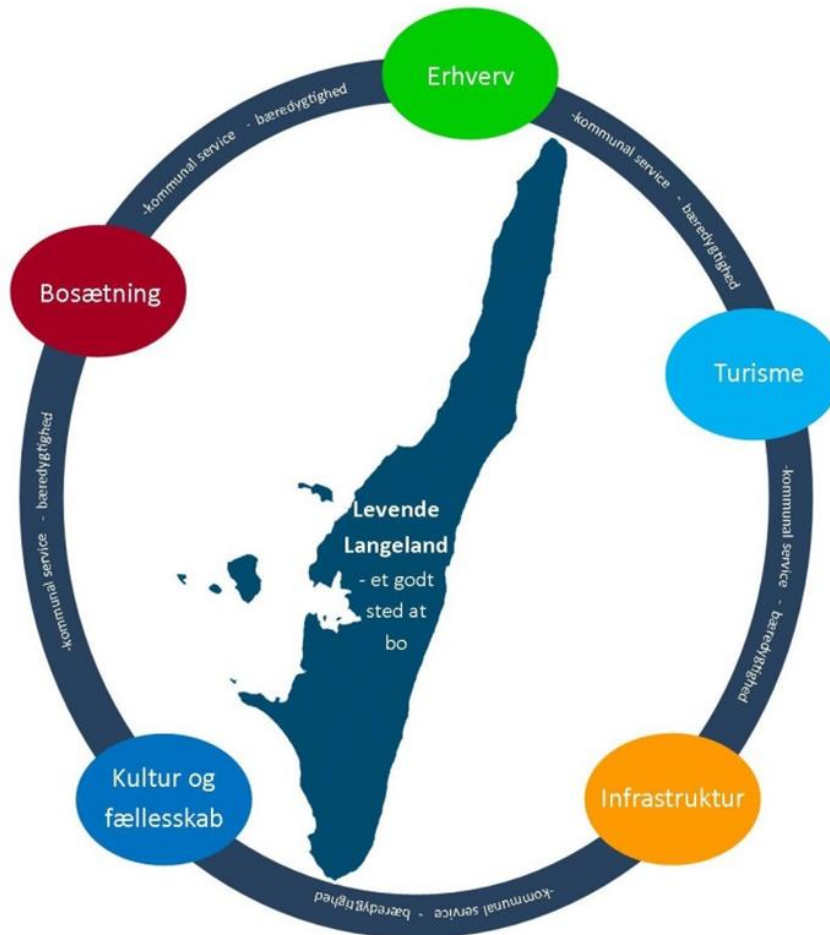 Erhverv
-kommunal service - bæredygtighed
Turisme
-kommunal service - bæredygtighed
Infrastruktur
-kommunal service - bæredygtighed
Kultur og
fællesskab
-kommunal service - bæredygtighed
Bosætning
-kommunal service - bæredygtighed
Levende
Langeland
- et godt
sted at
bo